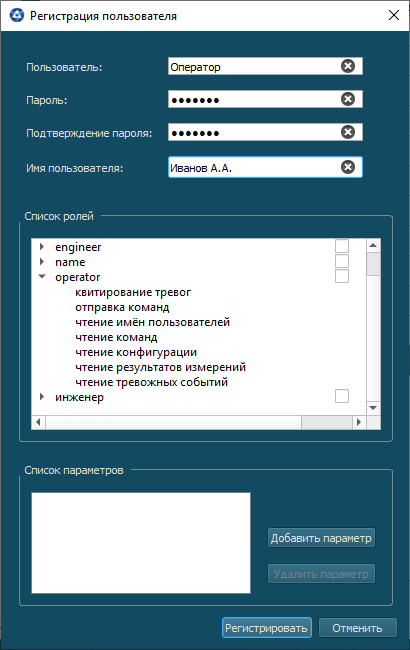 Регистрация пользователя
Пользователь: Оператор
Пароль: •••••••
Подтверждение пароля: •••••••
Имя пользователя: Иванов А.А.
Список ролей
engineer
name
operator
квитирование тревог
отправка команд
чтение имён пользователей
чтение команд
чтение конфигурации
чтение результатов измерений
чтение тревожных событий
инженер
Список параметров
Добавить параметр
Удалить параметр
Регистрировать Отменить